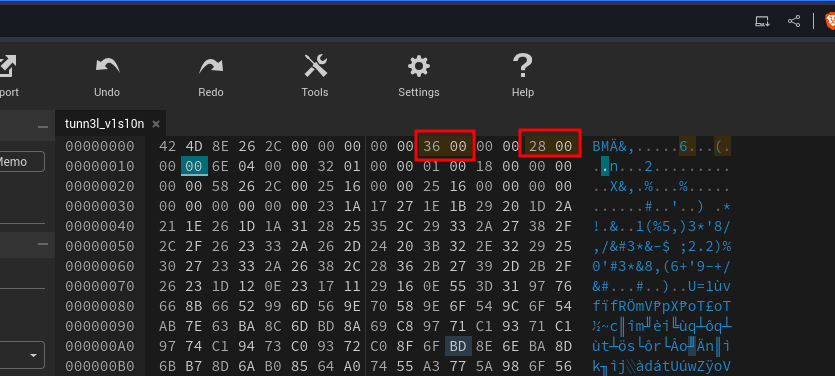 port Undo Redo Tools Settings Help
tunn3l_v1s10n ×
Memo
00000000 42 4D 8E 26 2C 00 00 00 00 00 36 00 00 00 28 00 BMÄ&,.....6...(.
00000010 00 00 6E 04 00 00 32 01 00 00 01 00 18 00 00 00 ..n...2.........
00000020 00 00 58 26 2C 00 25 16 00 00 25 16 00 00 00 00 ..X&,.%...%.....
00000030 00 00 00 00 00 00 23 1A 17 27 1E 1B 29 20 1D 2A ......#..'..) .*
00000040 21 1E 26 1D 1A 31 28 25 35 2C 29 33 2A 27 38 2F !.&..1(%5,)3*'8/
00000050 2C 2F 26 23 33 2A 26 2D 24 20 3B 32 2E 32 29 25 ,/&#3*&-$ ;2.2)%
00000060 30 27 23 33 2A 26 38 2C 28 36 2B 27 39 2D 2B 2F 0'#3*&8,(6+'9-+/
00000070 26 23 1D 12 0E 23 17 11 29 16 0E 55 3D 31 97 76 &#...#..)..U=1ùv
00000080 66 8B 66 52 99 6D 56 9E 70 58 9E 6F 54 9C 6F 54 fïfRÖmV₧pX₧oT£oT
00000090 AB 7E 63 BA 8C 6D BD 8A 69 C8 97 71 C1 93 71 C1 ½~c║îm╜èi╚ùq┴ôq┴
000000A0 97 74 C1 94 73 C0 93 72 C0 8F 6F BD 8E 6E BA 8D ùt┴ös└ôr└Åo╜Än║ì
000000B0 6B B7 8D 6A B0 85 64 A0 74 55 A3 77 5A 98 6F 56 k╖ìj░àdátUúwZÿoV